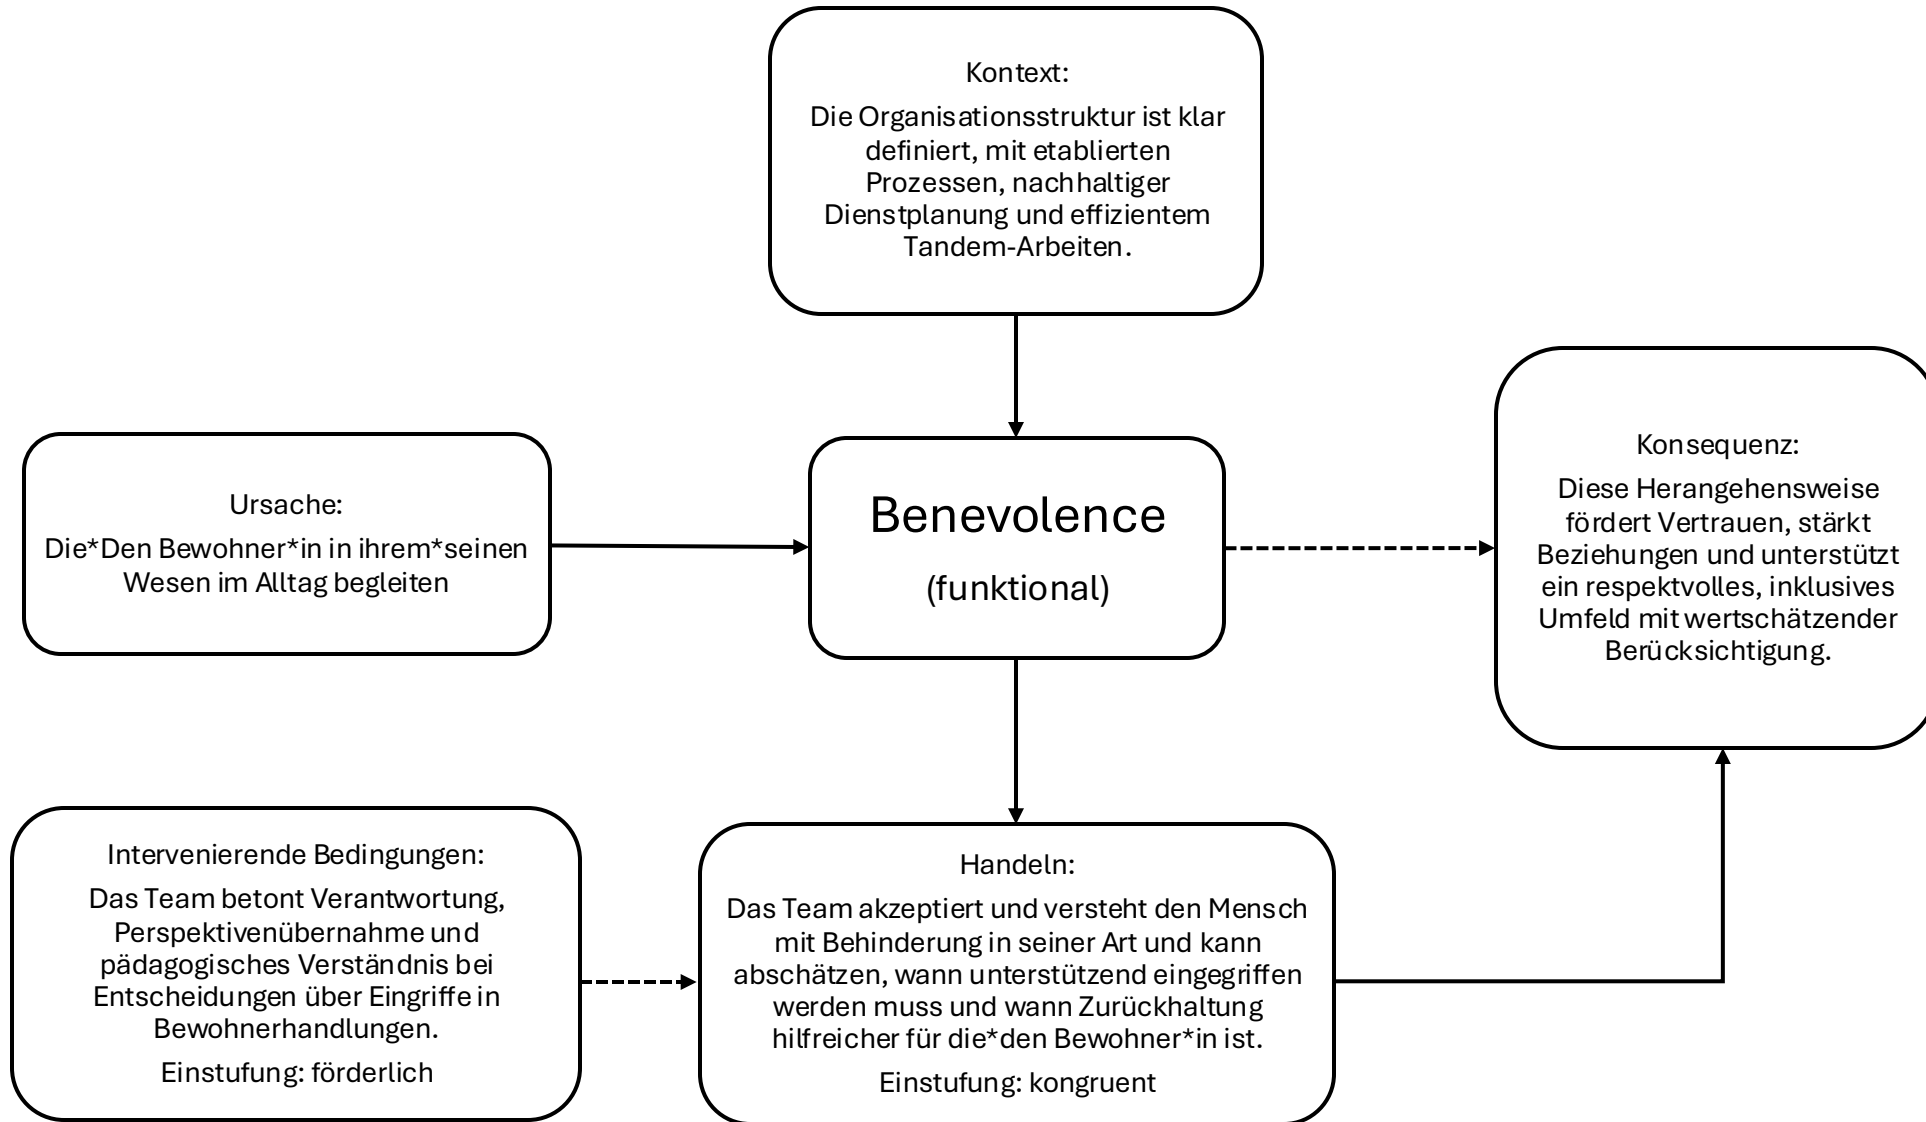 Kontext:
Die Organisationsstruktur ist klar
definiert, mit etablierten
Prozessen, nachhaltiger
Dienstplanung und effizientem
Tandem-Arbeiten.
Ursache:
Die*Den Bewohner*in in ihrem*seinen
Wesen im Alltag begleiten
Benevolence
(funktional)
Konsequenz:
Diese Herangehensweise
fördert Vertrauen, stärkt
Beziehungen und unterstützt
ein respektvolles, inklusives
Umfeld mit wertschätzender
Berücksichtigung.
Intervenierende Bedingungen:
Das Team betont Verantwortung,
Perspektivenübernahme und
pädagogisches Verständnis bei
Entscheidungen über Eingriffe in
Bewohnerhandlungen.
Einstufung: förderlich
Handeln:
Das Team akzeptiert und versteht den Mensch
mit Behinderung in seiner Art und kann
abschätzen, wann unterstützend eingegriffen
werden muss und wann Zurückhaltung
hilfreicher für die*den Bewohner*in ist.
Einstufung: kongruent